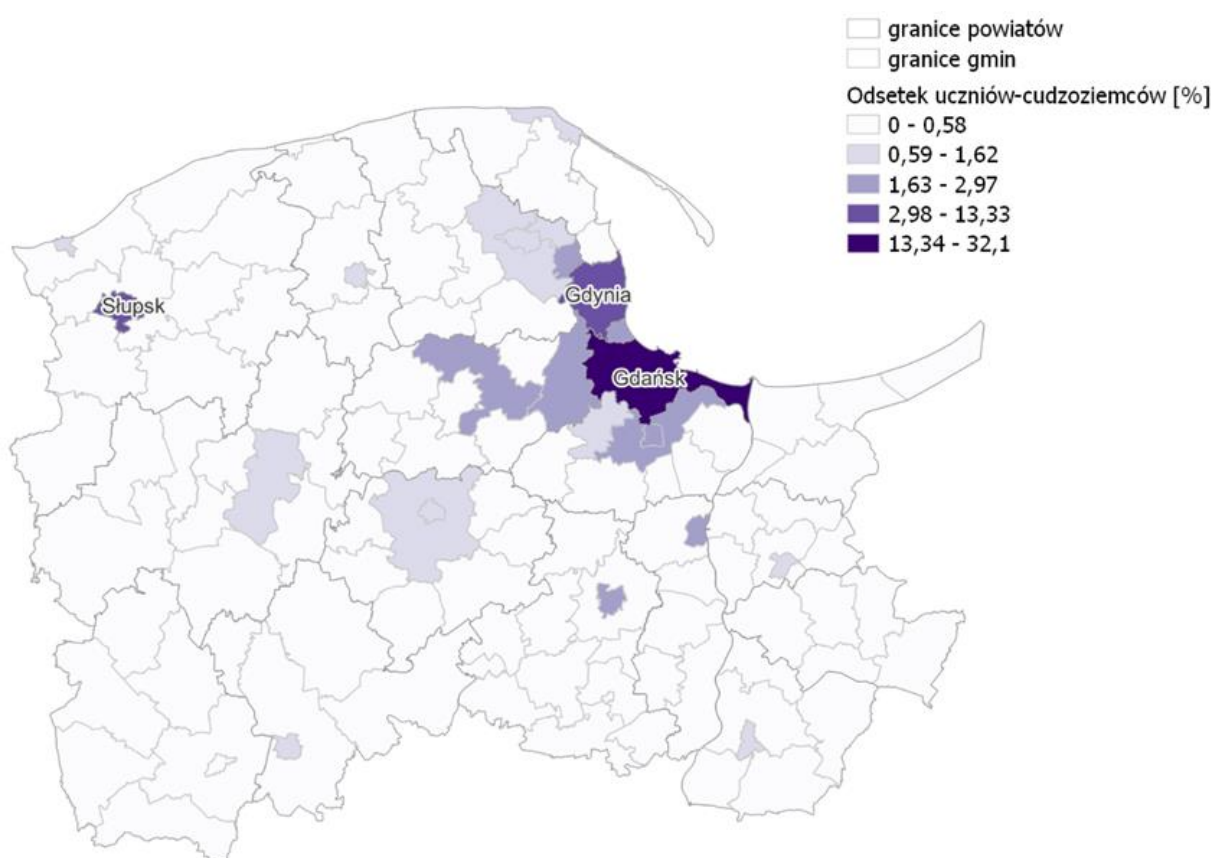 granice powiatów
granice gmin
Odsetek uczniów-cudzoziemców [%]
0 - 0,58
0,59 - 1,62
1,63 - 2,97
2,98 - 13,33
13,34 - 32,1
Słupsk
Gdynia
Gdańsk